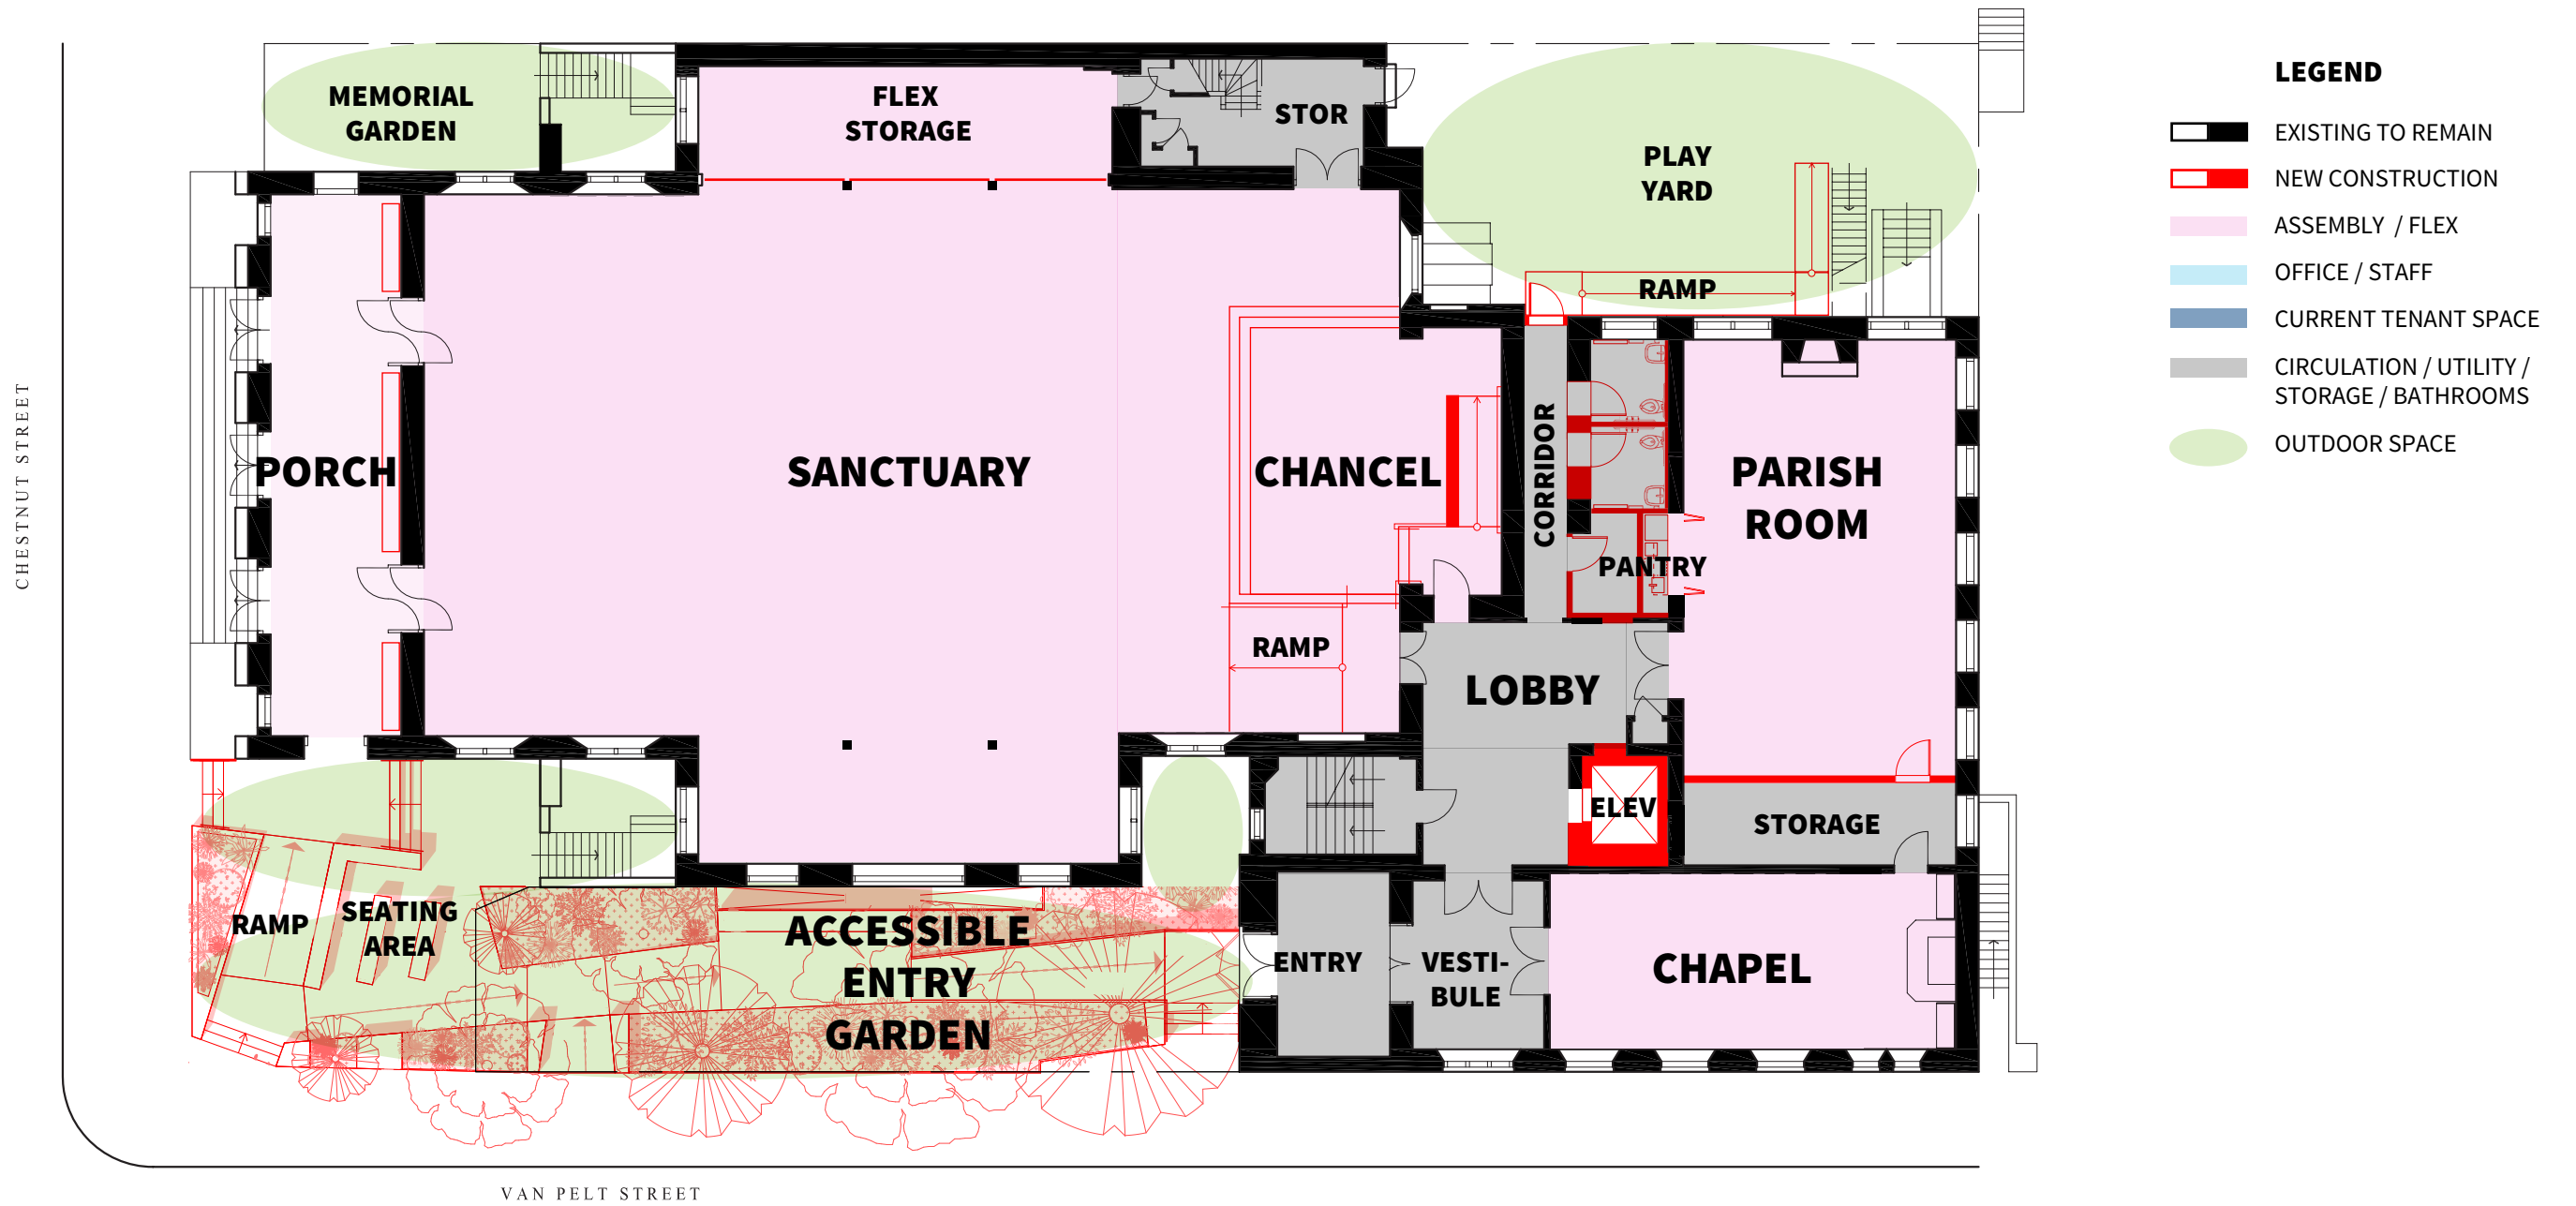 MEMORIAL
GARDEN
FLEX
STORAGE
STOR
PLAY
YARD
RAMP
CHESTNUT STREET
PORCH
SANCTUARY
CHANCEL
CORRIDOR
PARISH
ROOM
PANTRY
RAMP
LOBBY
ELEV
STORAGE
RAMP
SEATING
AREA
ACCESSIBLE
ENTRY
GARDEN
ENTRY
VESTI-
BULE
CHAPEL
VAN PELT STREET
LEGEND
EXISTING TO REMAIN
NEW CONSTRUCTION
ASSEMBLY / FLEX
OFFICE / STAFF
CURRENT TENANT SPACE
CIRCULATION / UTILITY /
STORAGE / BATHROOMS
OUTDOOR SPACE